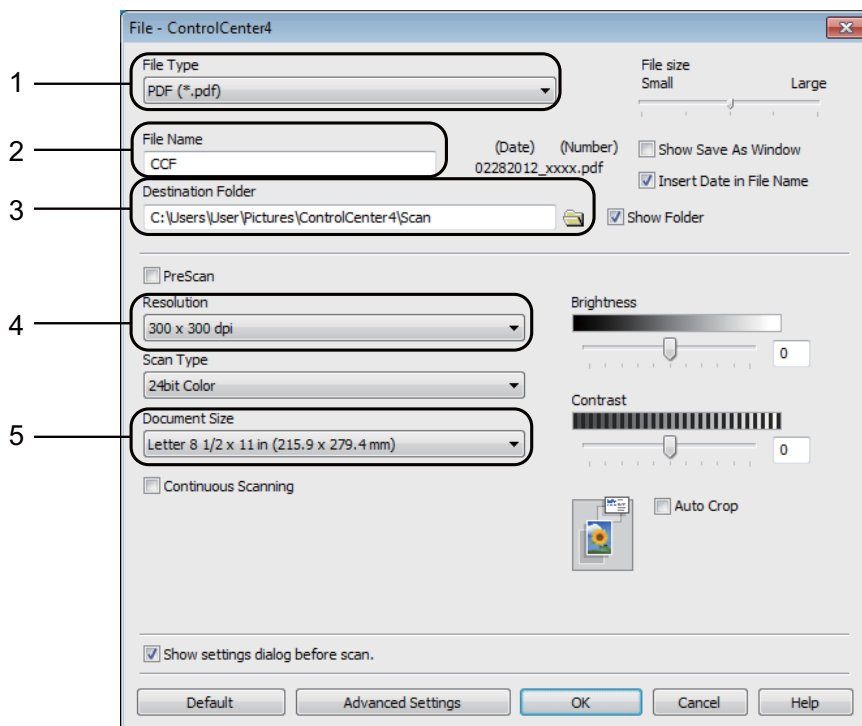 File - ControlCenter4
1
File Type
PDF (*.pdf)
File size
Small Large
2
File Name
CCF
(Date) (Number)
02282012_xxxx.pdf
Show Save As Window
Insert Date in File Name
3
Destination Folder
C:\Users\User\Pictures\ControlCenter4\Scan
Show Folder
PreScan
4
Resolution
300 x 300 dpi
Scan Type
24bit Color
5
Document Size
Letter 8 1/2 x 11 in (215.9 x 279.4 mm)
Continuous Scanning
Brightness
0
Contrast
0
Auto Crop
Show settings dialog before scan.
Default Advanced Settings OK Cancel Help